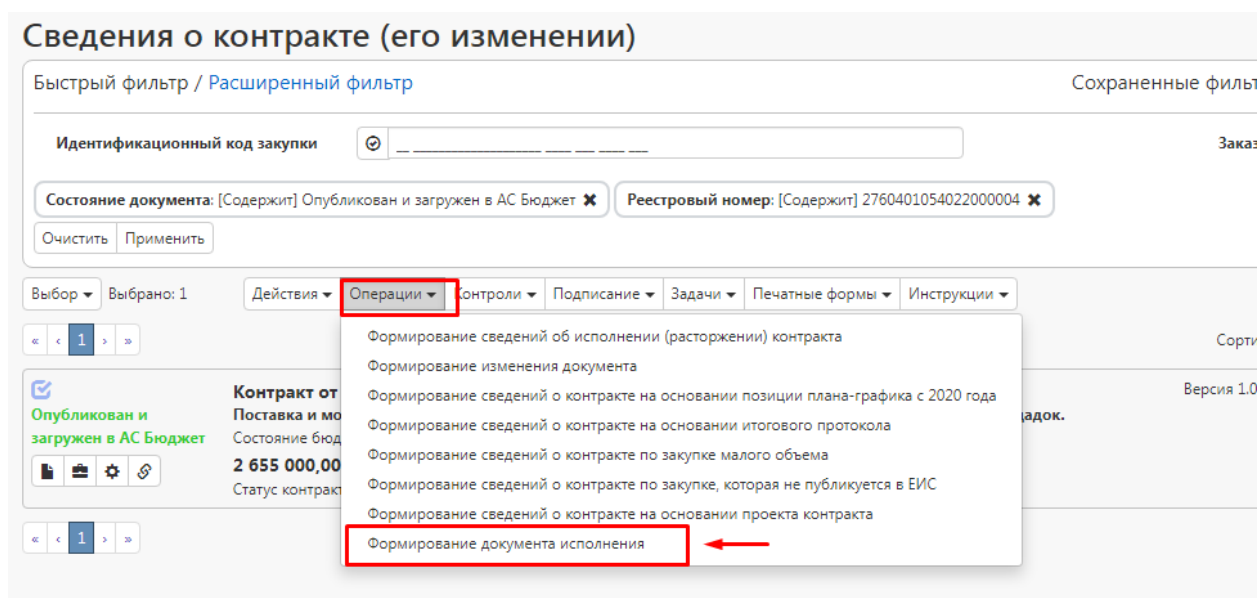 Сведения о контракте (его изменении)
Быстрый фильтр / Расширенный фильтр
Сохраненные фильт
Идентификационный код закупки
Заказ
Состояние документа: [Содержит] Опубликован и загружен в АС Бюджет ✖ Реестровый номер: [Содержит] 2760401054022000004 ✖
Очистить Применить
Выбор Выбрано: 1 Действия Операции Контроли Подписание Задачи Печатные формы Инструкции
« ‹ 1 › »
Сорти
Формирование сведений об исполнении (расторжении) контракта
Формирование изменения документа
Формирование сведений о контракте на основании позиции плана-графика с 2020 года
Формирование сведений о контракте на основании итогового протокола
Формирование сведений о контракте по закупке малого объема
Формирование сведений о контракте по закупке, которая не публикуется в ЕИС
Формирование сведений о контракте на основании проекта контракта
Формирование документа исполнения
Опубликован и
загружен в АС Бюджет
Контракт от
Поставка и мо
адок.
Состояние бюд
2 655 000,00
Статус контракт
Версия 1.0
« ‹ 1 › »